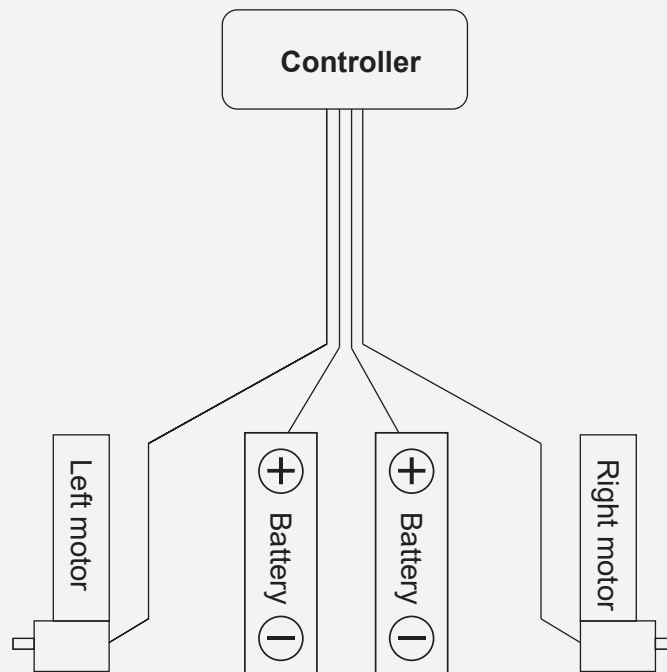 Controller
Left motor
+ Battery −
+ Battery −
Right motor